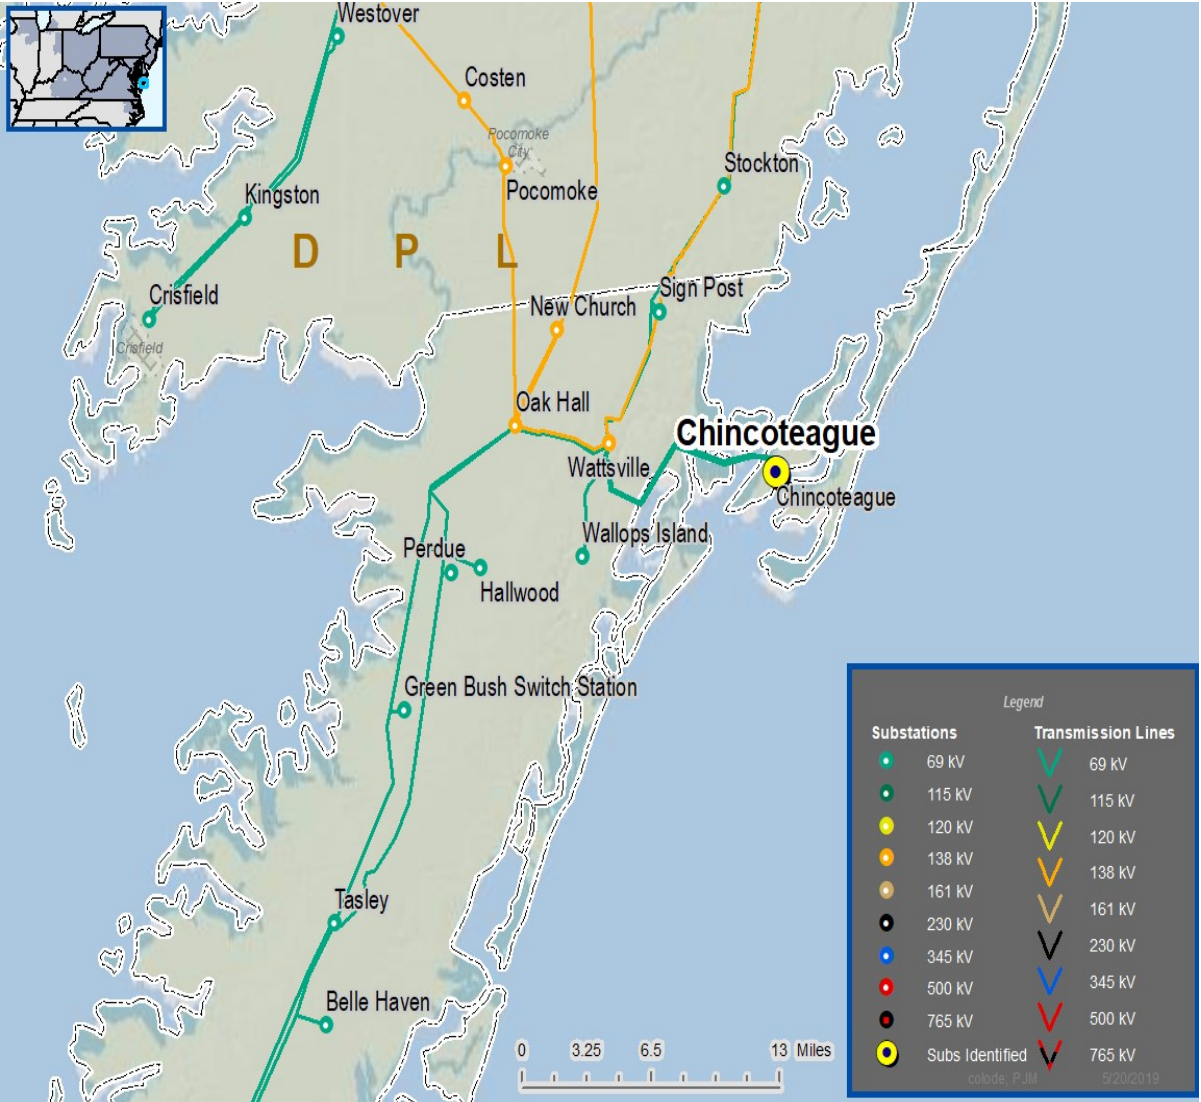 Westover
Costen
Pocomoke
City
Pocomoke
Stockton
Kingston
D P L
Crisfield
Crisfield
Sign Post
New Church
Oak Hall
Chincoteague
Wattsville
Chincoteague
Wallops Island
Perdue
Hallwood
Green Bush Switch Station
Tasley
Belle Haven
0 3.25 6.5 13 Miles
Legend
Substations Transmission Lines
69 kV 69 kV
115 kV 115 kV
120 kV 120 kV
138 kV 138 kV
161 kV 161 kV
230 kV 230 kV
345 kV 345 kV
500 kV 500 kV
765 kV 765 kV
Subs Identified
colode; PJM 5/20/2019